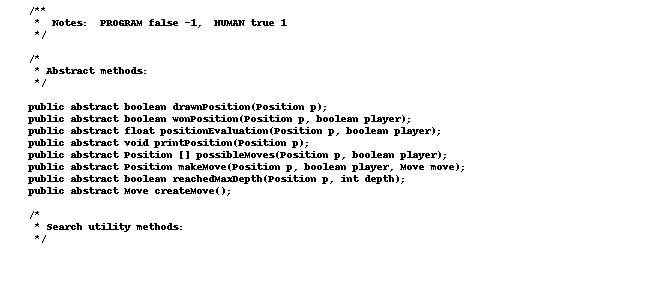 /**
 *  Notes:  PROGRAM false -1,  HUMAN true 1
 */
/*
 * Abstract methods:
 */
public abstract boolean drawnPosition(Position p);
public abstract boolean wonPosition(Position p, boolean player);
public abstract float positionEvaluation(Position p, boolean player);
public abstract void printPosition(Position p);
public abstract Position [] possibleMoves(Position p, boolean player);
public abstract Position makeMove(Position p, boolean player, Move move);
public abstract boolean reachedMaxDepth(Position p, int depth);
public abstract Move createMove();
/*
 * Search utility methods:
 */